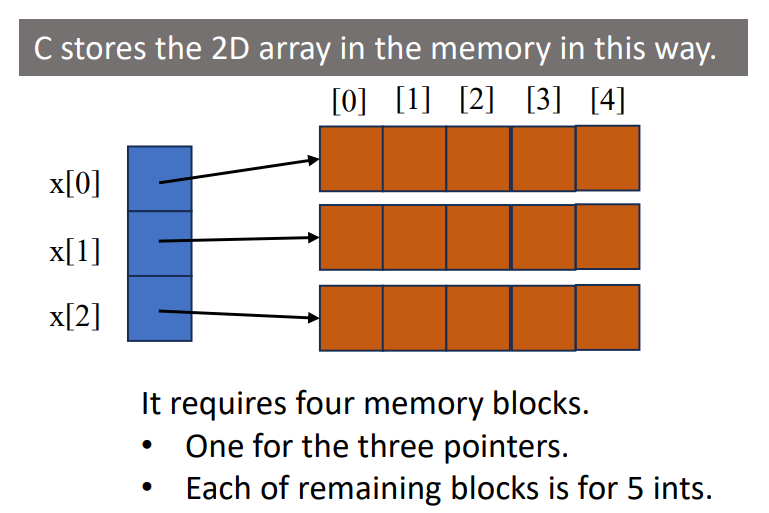 C stores the 2D array in the memory in this way.
[0] [1] [2] [3] [4]
x[0]
x[1]
x[2]
It requires four memory blocks.
• One for the three pointers.
• Each of remaining blocks is for 5 ints.